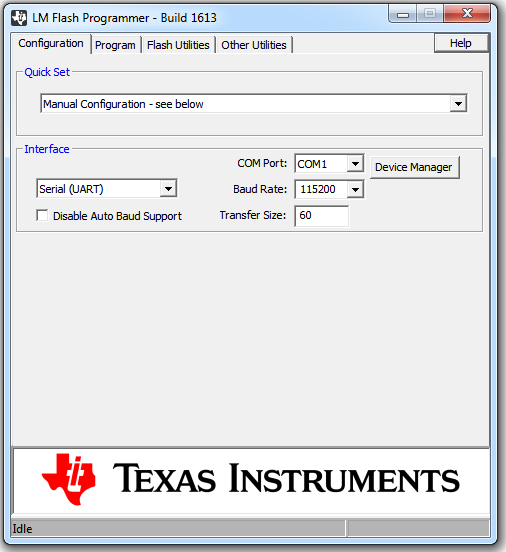 LM Flash Programmer - Build 1613
Configuration Program Flash Utilities Other Utilities Help
Quick Set
Manual Configuration - see below
Interface
COM Port: COM1 Device Manager
Serial (UART) Baud Rate: 115200
Disable Auto Baud Support Transfer Size: 60
TEXAS INSTRUMENTS
Idle